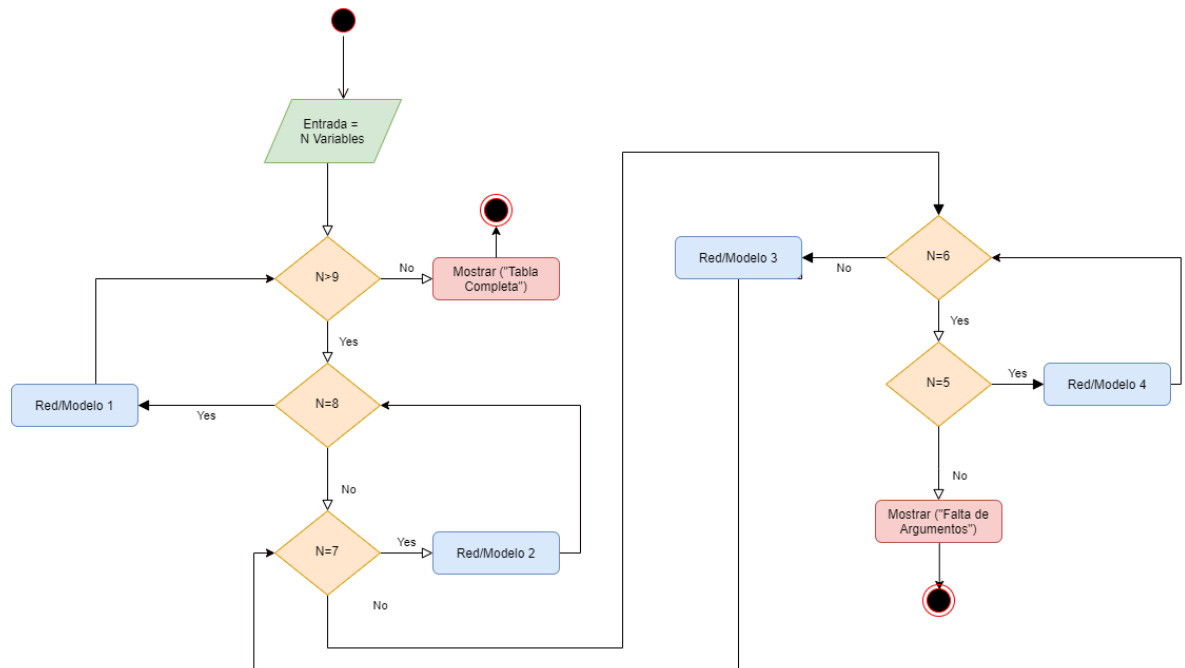 Entrada =
N Variables
N>9
No
Mostrar ("Tabla
Completa")
Yes
Red/Modelo 1
Yes
N=8
No
N=7
Yes
Red/Modelo 2
No
Red/Modelo 3
No
N=6
Yes
N=5
Yes
Red/Modelo 4
No
Mostrar ("Falta de
Argumentos")